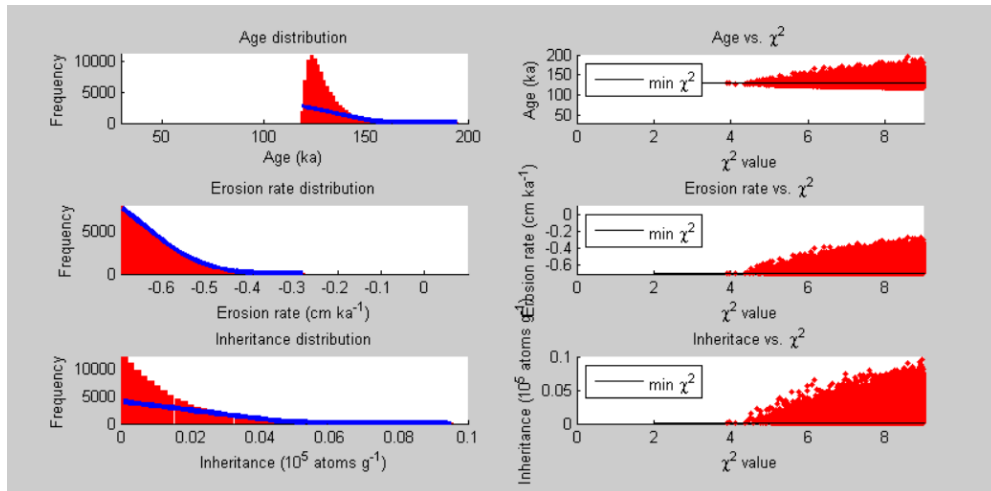 Age distribution
Frequency
10000
5000
0
50 100 150 200
Age (ka)
Age vs. χ²
Age (ka)
200
150
100
50
min χ²
0 2 4 6 8
χ² value
Erosion rate distribution
Frequency
5000
0
-0.6 -0.5 -0.4 -0.3 -0.2 -0.1 0
Erosion rate (cm ka⁻¹)
Erosion rate vs. χ²
Erosion rate (cm ka⁻¹)
0
-0.2
-0.4
-0.6
min χ²
0 2 4 6 8
χ² value
Inheritance distribution
Frequency
10000
5000
0
0 0.02 0.04 0.06 0.08 0.1
Inheritance (10⁵ atoms g⁻¹)
Inheritace vs. χ²
Inheritance (10⁵ atoms g⁻¹)
0.1
0.05
0
min χ²
0 2 4 6 8
χ² value